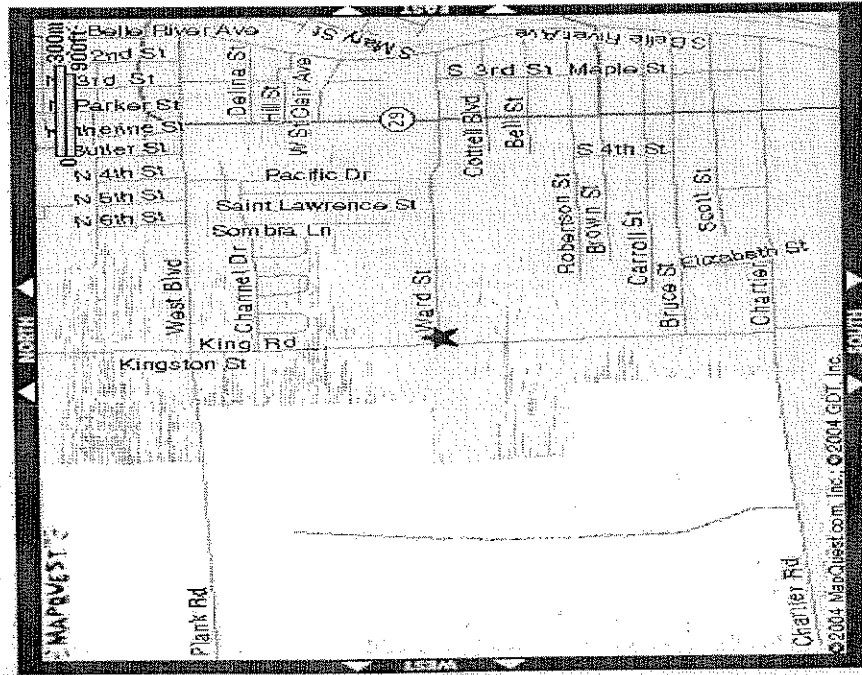 EAST
300m
900ft
Belle River Ave
2nd St
3rd St
Parker St
Butler St
N 4th St
N 5th St
N 6th St
Delina St
Hill St
W St Clair Ave
S Mary St
S Belle River Ave
S 3rd St
Maple St
29
Cottrell Blvd
Bell St
S 4th St
Pacific Dr
Saint Lawrence St
Sombra Ln
Roberson St
Brown St
Carroll St
Scott St
Elizabeth St
West Blvd
Channel Dr
Ward St
Bruce St
Chartier
NORTH
King Rd
Kingston St
SOUTH
MAPQUEST
Plank Rd
Chartier Rd
WEST
©2004 MapQuest.com, Inc.; ©2004 GDT, Inc.